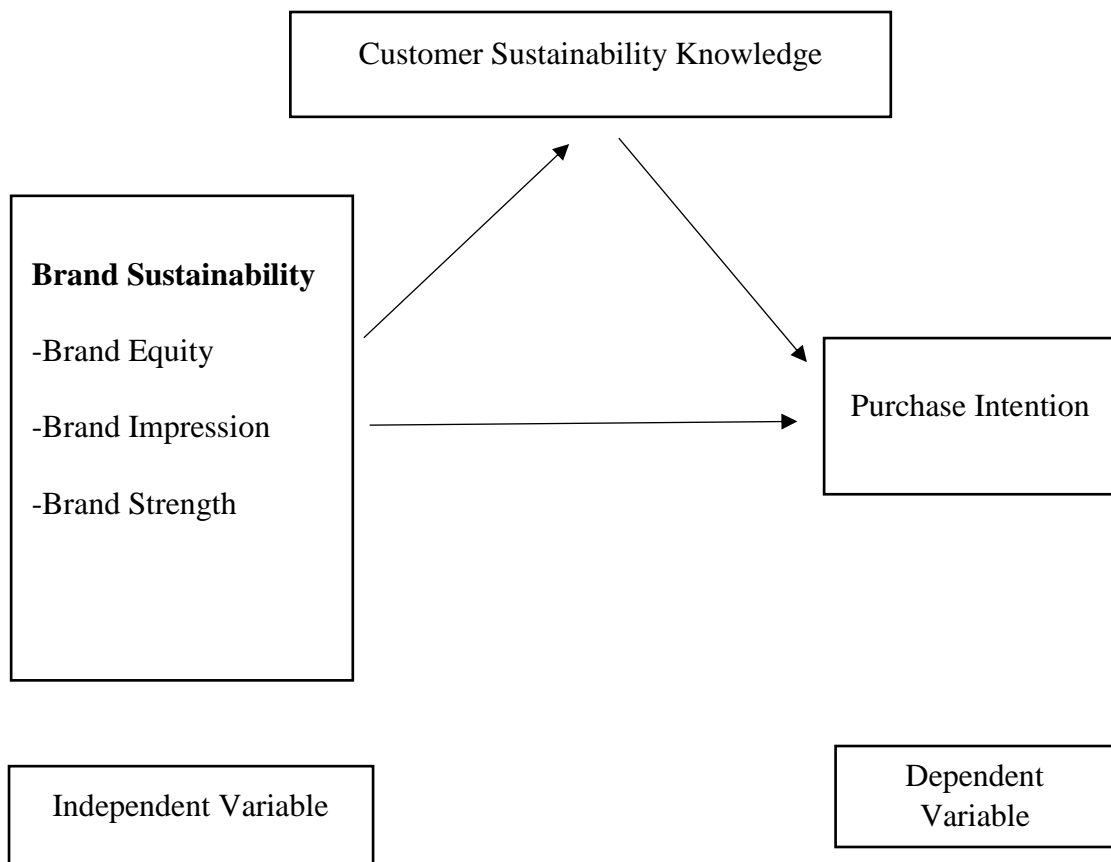 Customer Sustainability Knowledge
Brand Sustainability
-Brand Equity
-Brand Impression
-Brand Strength
Purchase Intention
Independent Variable
Dependent
Variable